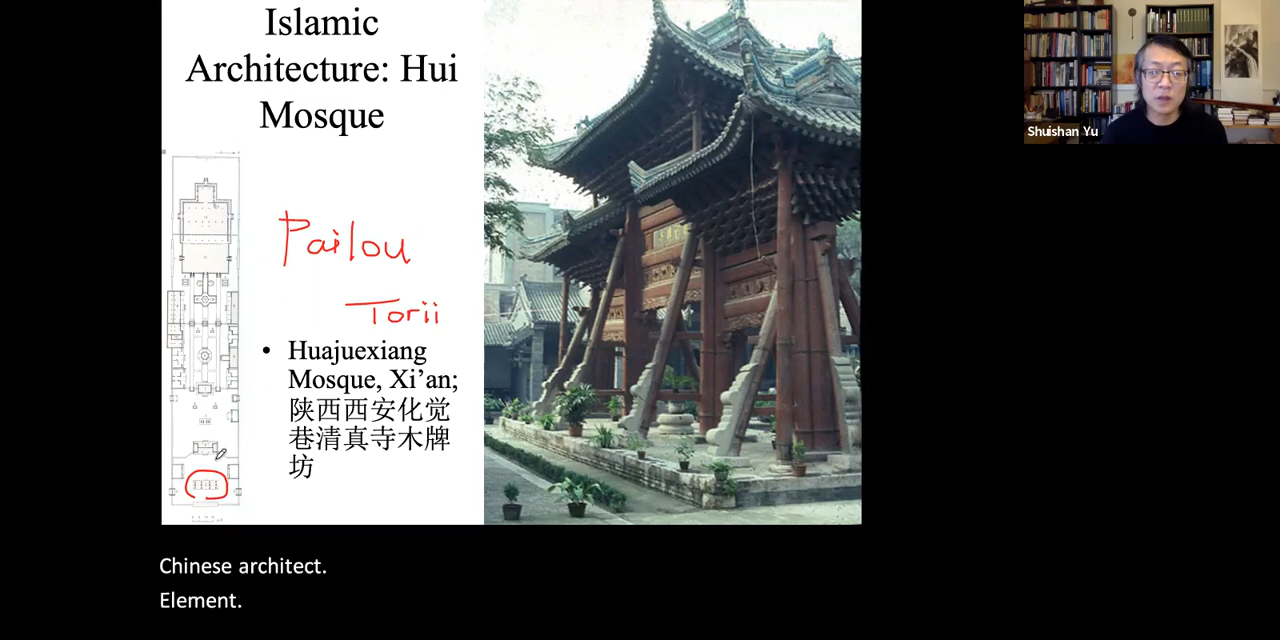 Islamic
Architecture: Hui
Mosque
Pailou
Torii
• Huajuexiang
Mosque, Xi’an;
陕西西安化觉
巷清真寺木牌
坊
Shuishan Yu
Chinese architect.
Element.